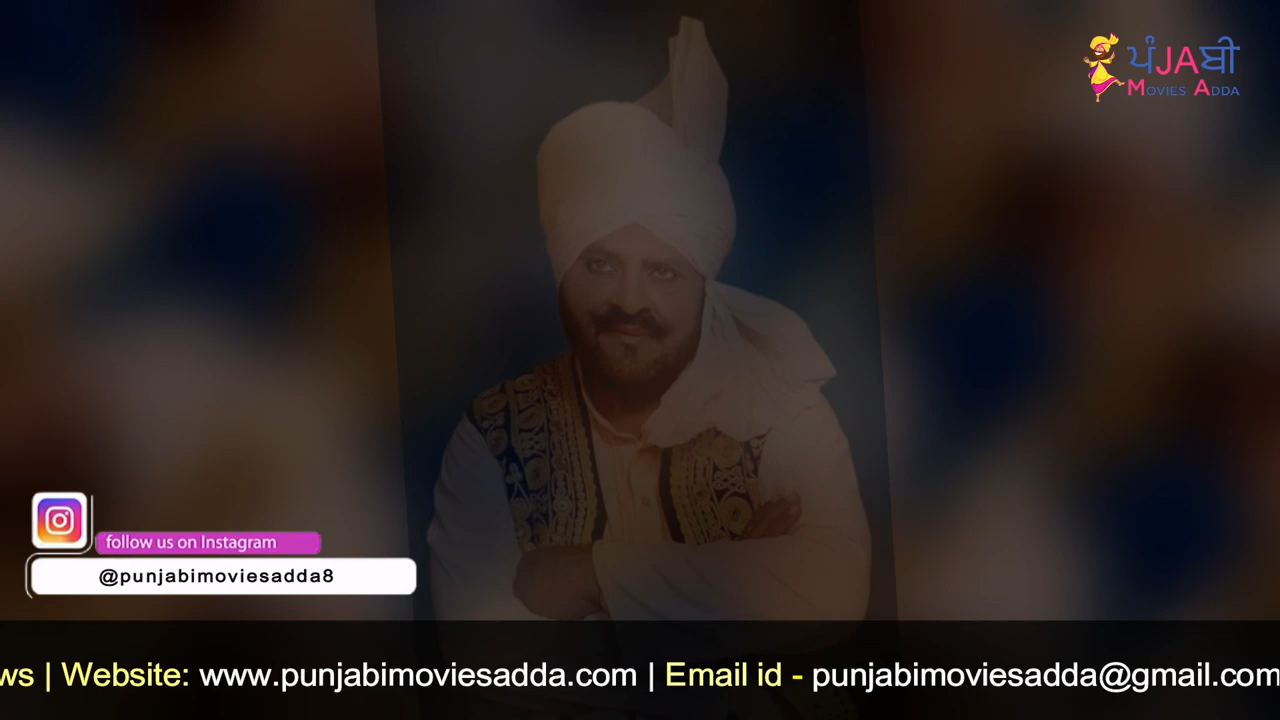 ਪੰJAਬੀ
MOVIES ADDA
follow us on Instagram
@punjabimoviesadda8
ws | Website: www.punjabimoviesadda.com | Email id - punjabimoviesadda@gmail.com